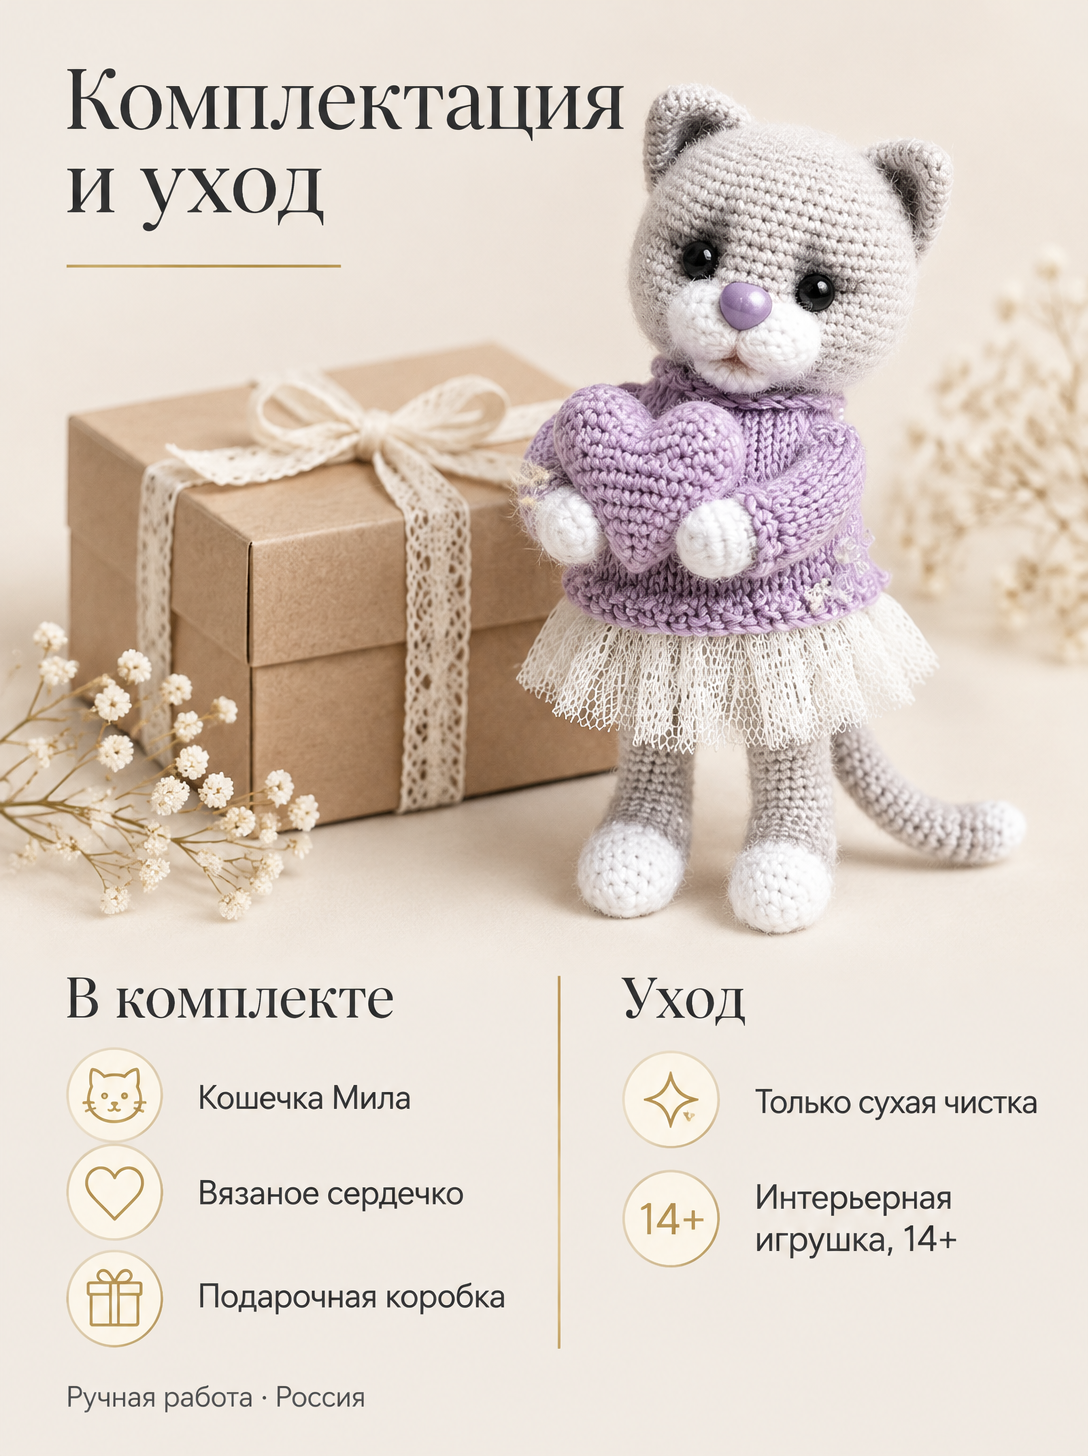 Комплектация
и уход
В комплекте
Кошечка Мила
Вязаное сердечко
Подарочная коробка
Уход
Только сухая чистка
14+
Интерьерная
игрушка, 14+
Ручная работа · Россия